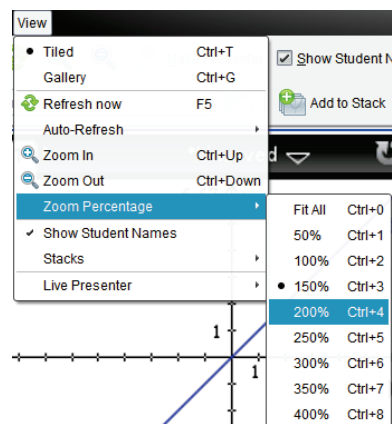 View
Tiled Ctrl+T
Gallery Ctrl+G
Refresh now F5
Auto-Refresh
Zoom In Ctrl+Up
Zoom Out Ctrl+Down
Zoom Percentage
Show Student Names
Stacks
Live Presenter
Show Student N
Add to Stack
d
Fit All Ctrl+0
50% Ctrl+1
100% Ctrl+2
150% Ctrl+3
200% Ctrl+4
250% Ctrl+5
300% Ctrl+6
350% Ctrl+7
400% Ctrl+8
1
1